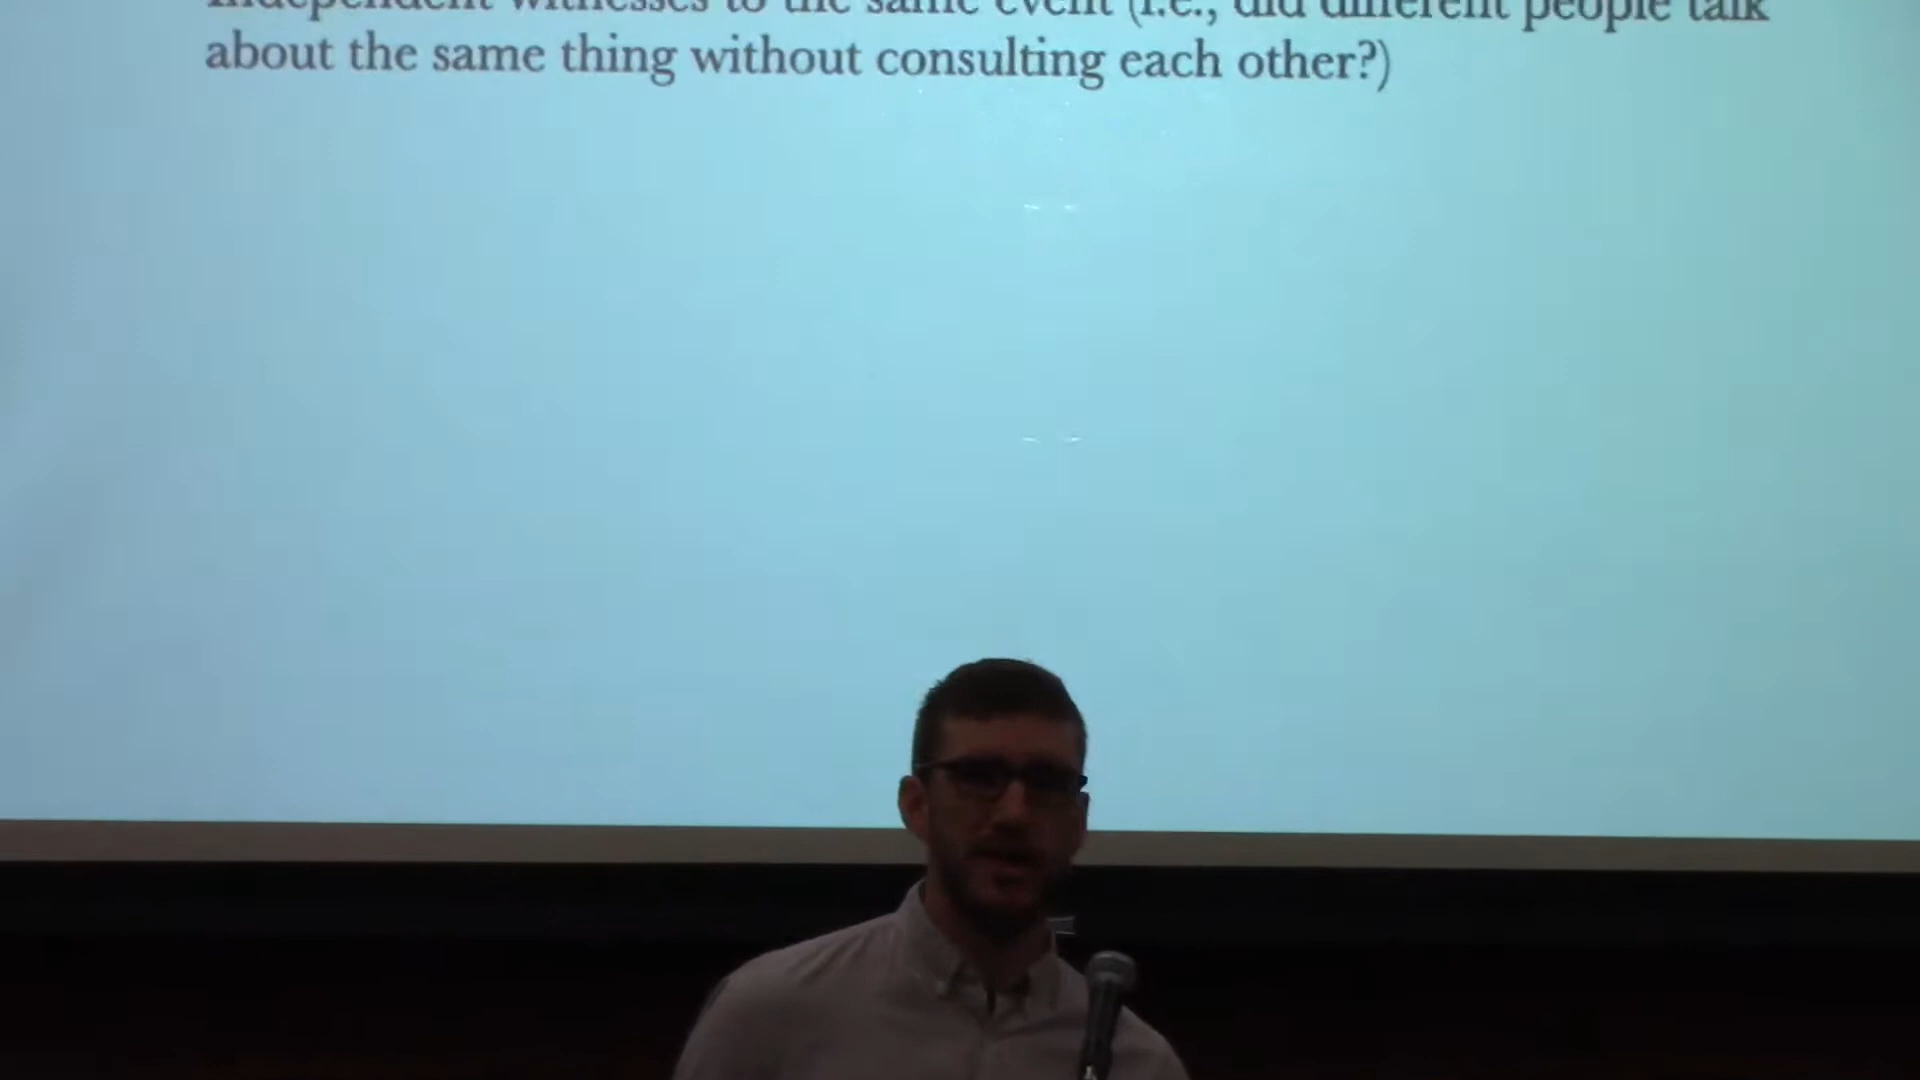 Independent witnesses to the same event (i.e., did different people talk
about the same thing without consulting each other?)